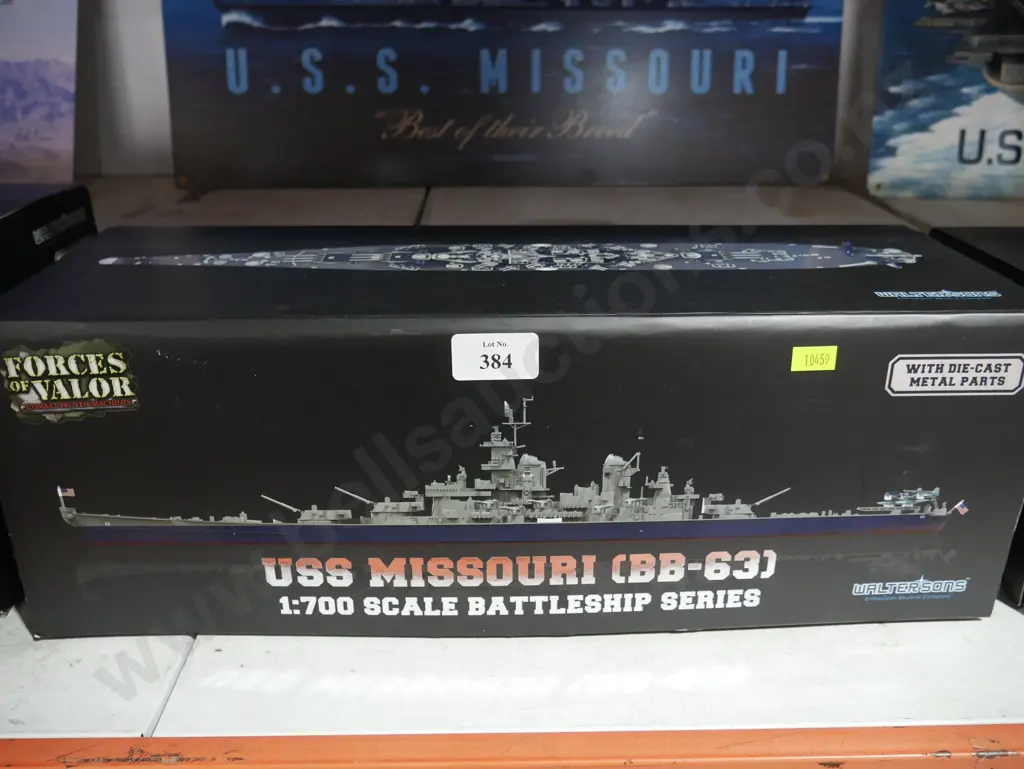 U.S.S. MISSOURI
"Best of their Breed"
U.S
WALTERSONS
FORCES
OF VALOR
Lot No.
384
10459
WITH DIE-CAST
METAL PARTS
USS MISSOURI (BB-63)
1:700 SCALE BATTLESHIP SERIES
WALTERSONS